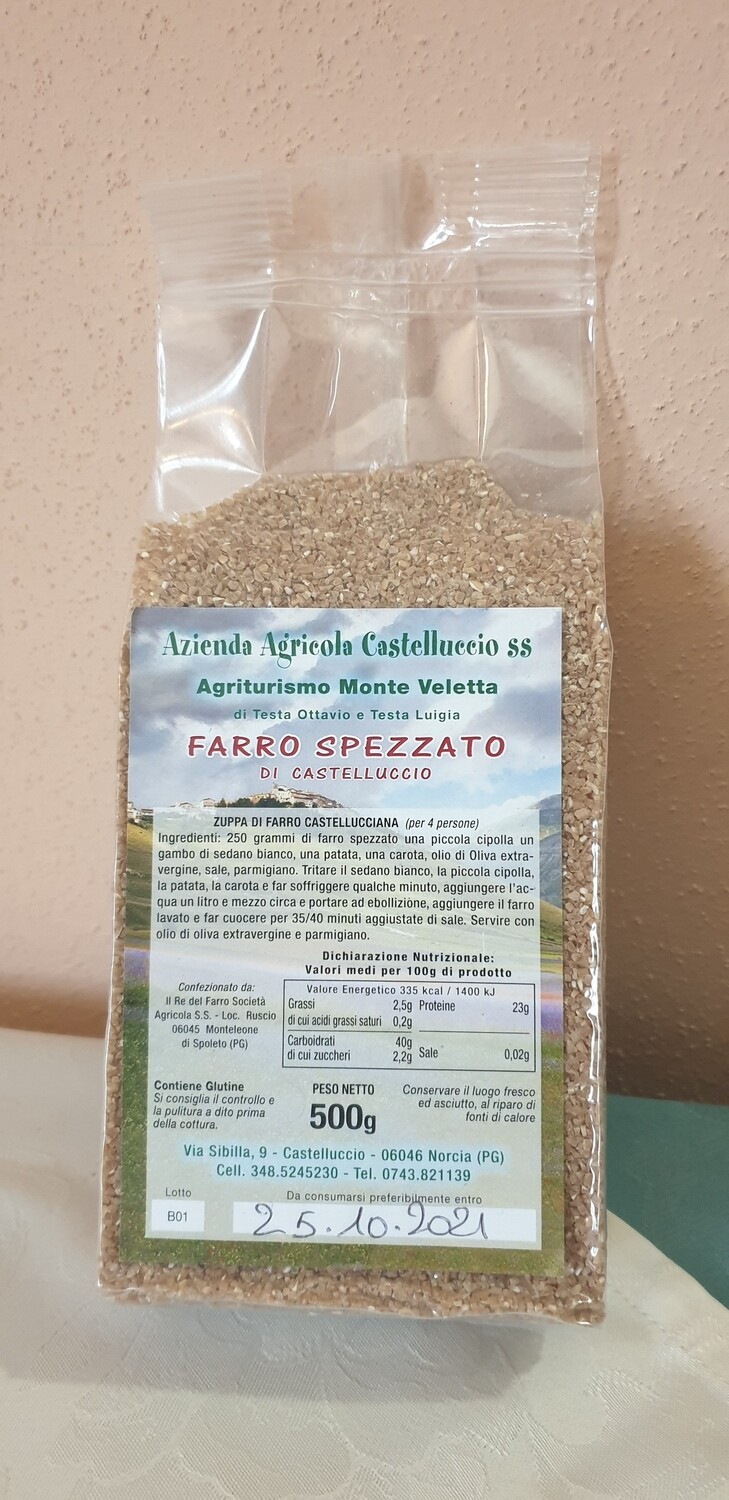 Azienda Agricola Castelluccio ss
Agriturismo Monte Veletta
di Testa Ottavio e Testa Luigia
FARRO SPEZZATO
DI CASTELLUCCIO
ZUPPA DI FARRO CASTELLUCCIANA (per 4 persone)
Ingredienti: 250 grammi di farro spezzato una piccola cipolla un
gambo di sedano bianco, una patata, una carota, olio di Oliva extra-
vergine, sale, parmigiano. Tritare il sedano bianco, la piccola cipolla,
la patata, la carota e far soffriggere qualche minuto, aggiungere l'ac-
qua un litro e mezzo circa e portare ad ebollizione, aggiungere il farro
lavato e far cuocere per 35/40 minuti aggiustate di sale. Servire con
olio di oliva extravergine e parmigiano.
Dichiarazione Nutrizionale:
Valori medi per 100g di prodotto
Valore Energetico 335 kcal / 1400 kJ
Grassi 2,5g Proteine 23g
di cui acidi grassi saturi 0,2g
Carboidrati 40g
di cui zuccheri 2,2g Sale 0,02g
Confezionato da:
Il Re del Farro Società
Agricola S.S. - Loc. Ruscio
06045 Monteleone
di Spoleto (PG)
Contiene Glutine
Si consiglia il controllo e
la pulitura a dito prima
della cottura.
PESO NETTO
500g
Conservare il luogo fresco
ed asciutto, al riparo di
fonti di calore
Via Sibilla, 9 - Castelluccio - 06046 Norcia (PG)
Cell. 348.5245230 - Tel. 0743.821139
Lotto
B01
Da consumarsi preferibilmente entro
25.10.2021